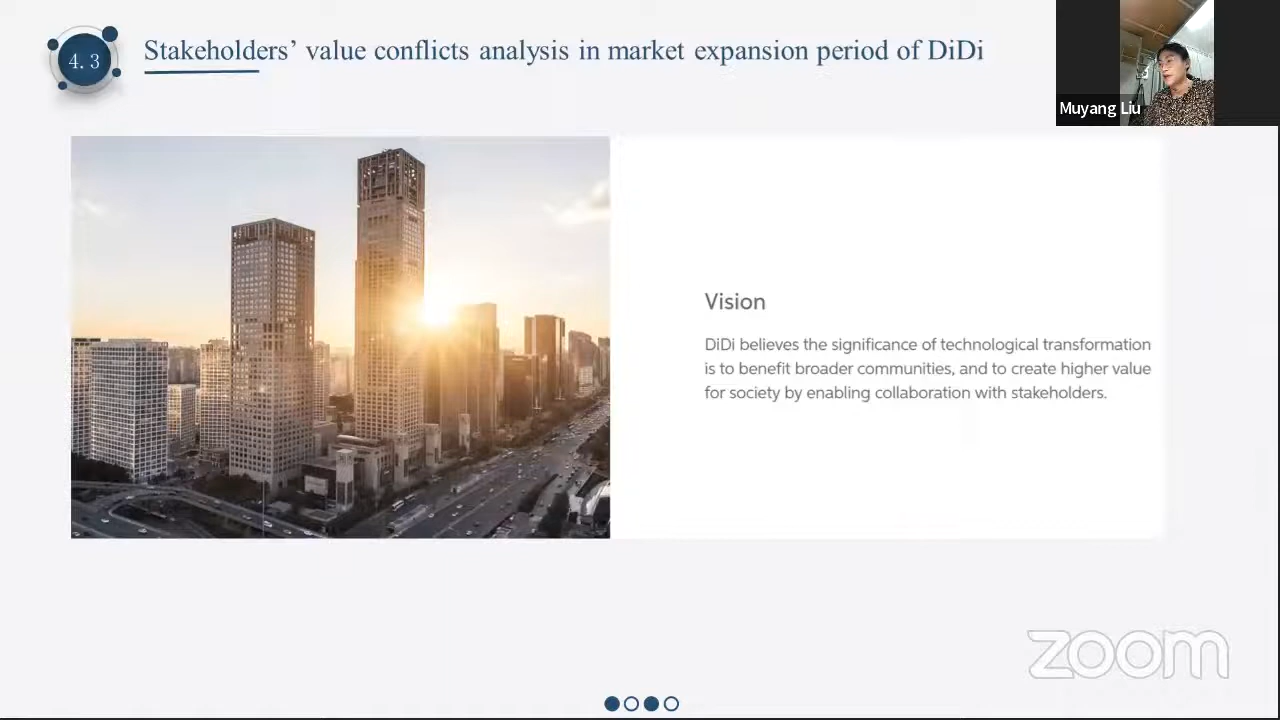 4.3
Stakeholders’ value conflicts analysis in market expansion period of DiDi
Muyang Liu
Vision
DiDi believes the significance of technological transformation
is to benefit broader communities, and to create higher value
for society by enabling collaboration with stakeholders.
zoom